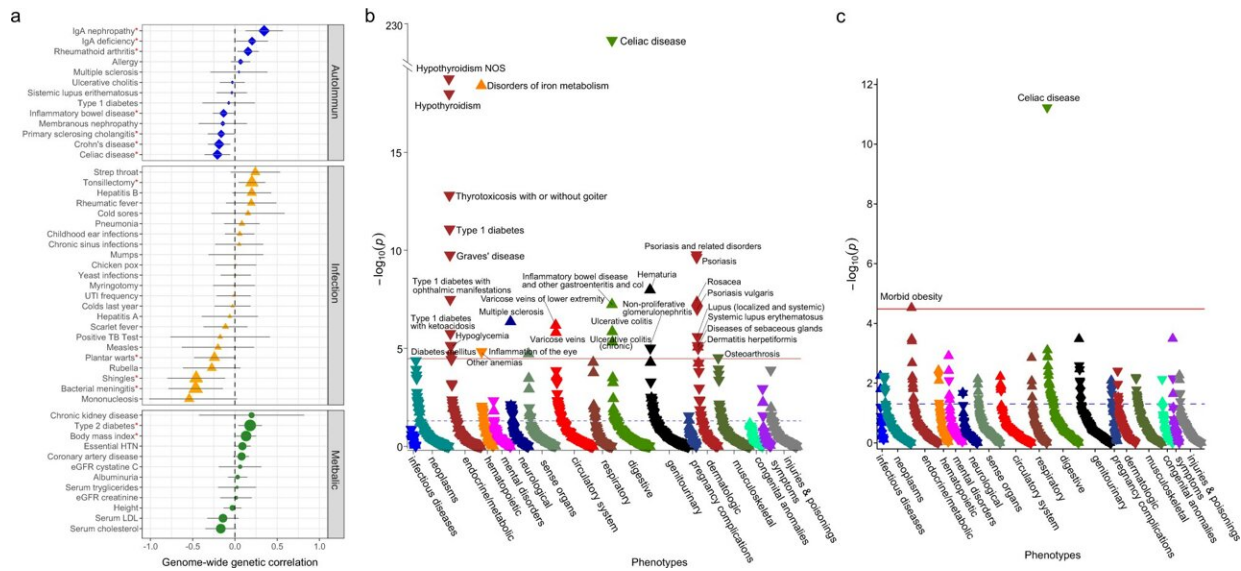 a
IgA nephropathy*
IgA deficiency*
Rheumatoid arthritis*
Allergy
Multiple sclerosis
Ulcerative cholitis
Sistemic lupus erithematosus
Type 1 diabetes
Inflammatory bowel disease*
Membranous nephropathy
Primary sclerosing cholangitis*
Crohn's disease*
Celiac disease*
Autoimmun
Strep throat
Tonsillectomy*
Hepatitis B
Rheumatic fever
Cold sores
Pneumonia
Childhood ear infections
Chronic sinus infections
Mumps
Chicken pox
Yeast infections
Myringotomy
UTI frequency
Colds last year
Hepatitis A
Scarlet fever
Positive TB Test
Measles
Plantar warts*
Rubella
Shingles*
Bacterial meningitis*
Mononucleosis
Infection
Chronic kidney disease
Type 2 diabetes*
Body mass index*
Essential HTN
Coronary artery disease
eGFR cystatine C
Albuminuria
Serum tryglicerides
eGFR creatinine
Height
Serum LDL
Serum cholesterol
Metbalic
-1.0 -0.5 0.0 0.5 1.0
Genome-wide genetic correlation
b
230
15
10
5
0
−log10(p)
Celiac disease
Hypothyroidism NOS
Disorders of iron metabolism
Hypothyroidism
Thyrotoxicosis with or without goiter
Type 1 diabetes
Graves' disease
Psoriasis and related disorders
Psoriasis
Hematuria
Inflammatory bowel disease
and other gastroenteritis and col
Type 1 diabetes with
ophthalmic manifestations
Rosacea
Psoriasis vulgaris
Varicose veins of lower extremity
Non-proliferative
glomerulonephritis
Multiple sclerosis
Lupus (localized and systemic)
Systemic lupus erythematosus
Type 1 diabetes
with ketoacidosis
Ulcerative colitis
Hypoglycemia
Varicose veins
Ulcerative colitis
(chronic)
Diseases of sebaceous glands
Dermatitis herpetiformis
Diabetes mellitus
Inflammation of the eye
Other anemias
Osteoarthrosis
infectious diseases
neoplasms
endocrine/metabolic
hematopoietic
mental disorders
neurological
sense organs
circulatory system
respiratory
digestive
genitourinary
pregnancy complications
dermatologic
musculoskeletal
congenital anomalies
symptoms
injuries & poisonings
Phenotypes
c
12
10
8
6
4
2
0
−log10(p)
Celiac disease
Morbid obesity
infectious diseases
neoplasms
endocrine/metabolic
hematopoietic
mental disorders
neurological
sense organs
circulatory system
respiratory
digestive
genitourinary
pregnancy complications
dermatologic
musculoskeletal
congenital anomalies
symptoms
injuries & poisonings
Phenotypes